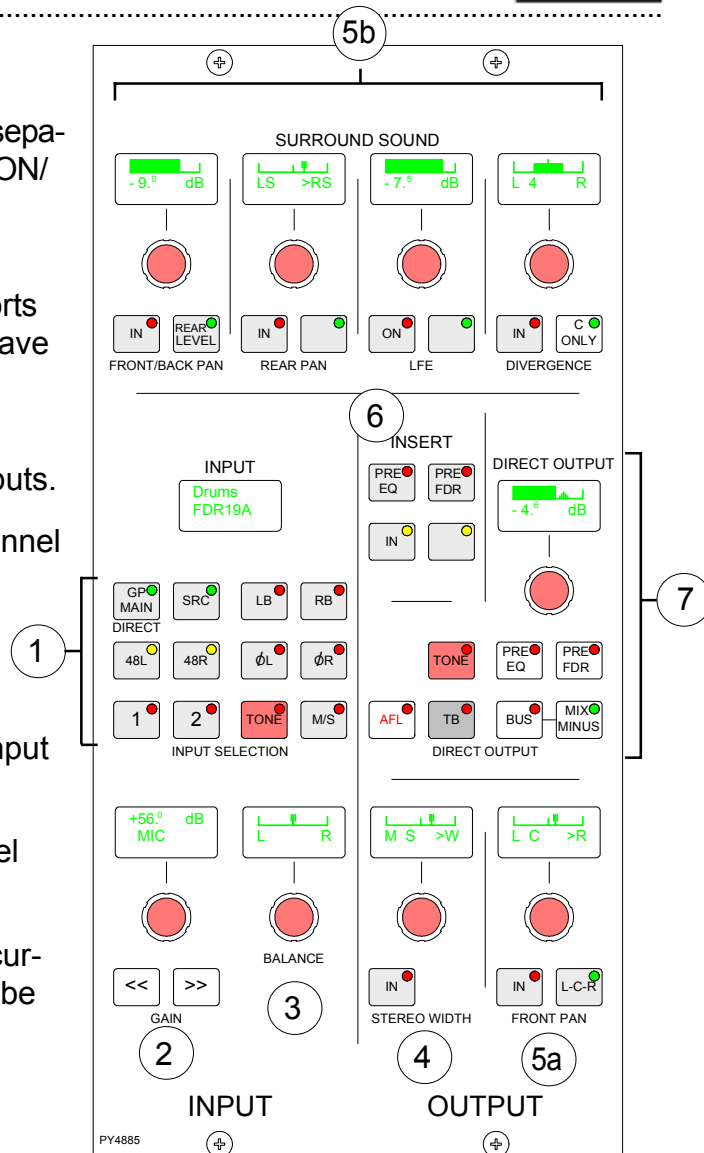 5b
sepa-
ON/
orts
ave
outs.
nnel
nput
el
cur-
be
SURROUND SOUND
- 9.0 dB
LS >RS
- 7.9 dB
L 4 R
IN REAR LEVEL
IN
ON
IN C ONLY
FRONT/BACK PAN REAR PAN LFE DIVERGENCE
6
INSERT
PRE EQ PRE FDR
IN
INPUT
Drums
FDR19A
DIRECT OUTPUT
- 4.6 dB
7
1
GP MAIN SRC LB RB
DIRECT
48L 48R ØL ØR
1 2 TONE M/S
INPUT SELECTION
TONE PRE EQ PRE FDR
AFL TB BUS MIX MINUS
DIRECT OUTPUT
+56.0 dB
MIC
L R
M S >W
L C >R
BALANCE
<< >>
GAIN
IN
STEREO WIDTH
IN L-C-R
FRONT PAN
2
3
4
5a
INPUT OUTPUT
PY4885